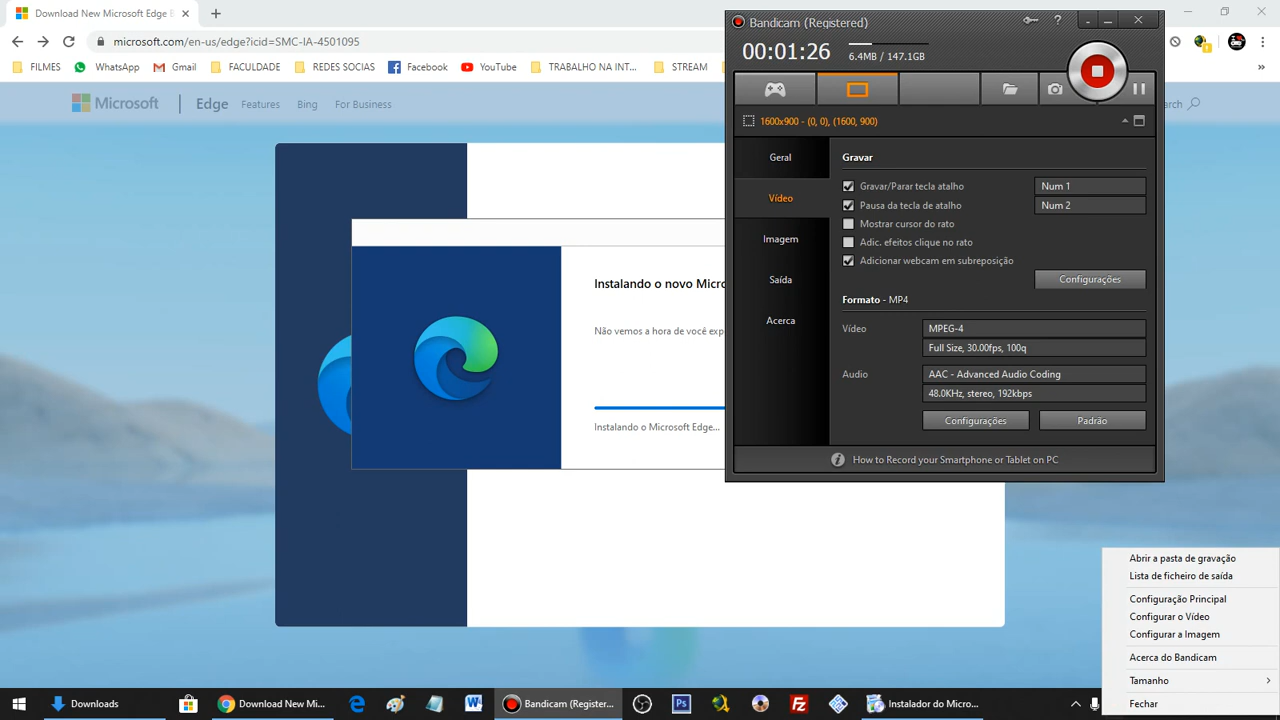 Download New Microsoft Edge B
microsoft.com/en-us/edge?icid=SMC-IA-4501095
FILMES
WhatsApp
Gmail
FACULDADE
REDES SOCIAIS
Facebook
YouTube
TRABALHO NA INT...
STREAM
»
Microsoft
Edge
Features
Bing
For Business
Instalando o novo Micro
Não vemos a hora de você exp
Instalando o Microsoft Edge...
Bandicam (Registered)
00:01:26
6.4MB / 147.1GB
1600x900 - (0, 0), (1600, 900)
Geral
Vídeo
Imagem
Saída
Acerca
Gravar
Gravar/Parar tecla atalho
Num 1
Pausa da tecla de atalho
Num 2
Mostrar cursor do rato
Adic. efeitos clique no rato
Adicionar webcam em subreposição
Configurações
Formato - MP4
Vídeo
MPEG-4
Full Size, 30.00fps, 100q
Audio
AAC - Advanced Audio Coding
48.0KHz, stereo, 192kbps
Configurações
Padrão
How to Record your Smartphone or Tablet on PC
Abrir a pasta de gravação
Lista de ficheiro de saída
Configuração Principal
Configurar o Vídeo
Configurar a Imagem
Acerca do Bandicam
Tamanho
Fechar
Downloads
Download New Mi...
Bandicam (Register...
Ps
Fz
Instalador do Micro...